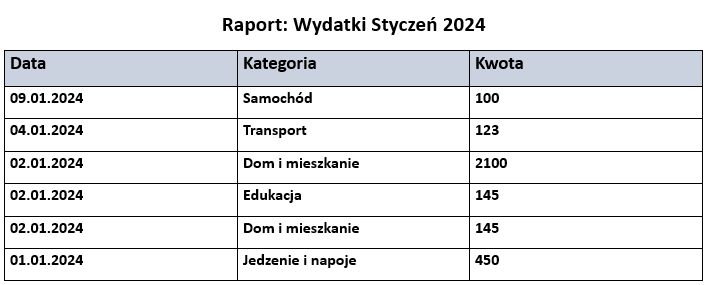 Raport: Wydatki Styczeń 2024
Data Kategoria Kwota
09.01.2024 Samochód 100
04.01.2024 Transport 123
02.01.2024 Dom i mieszkanie 2100
02.01.2024 Edukacja 145
02.01.2024 Dom i mieszkanie 145
01.01.2024 Jedzenie i napoje 450